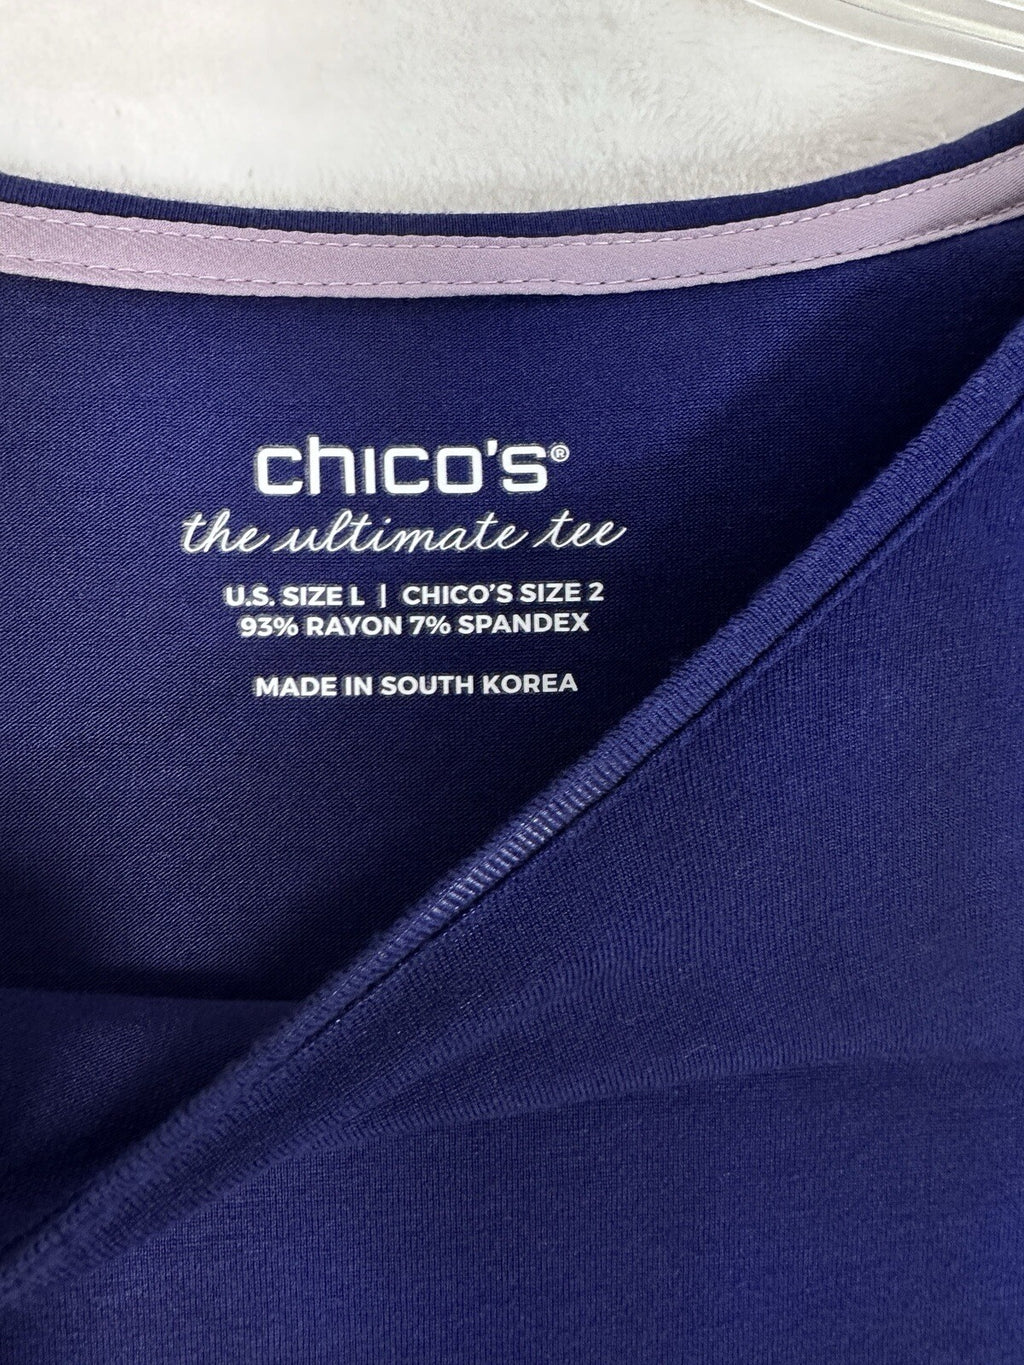 chico's®
the ultimate tee
U.S. SIZE L | CHICO'S SIZE 2
93% RAYON 7% SPANDEX
MADE IN SOUTH KOREA